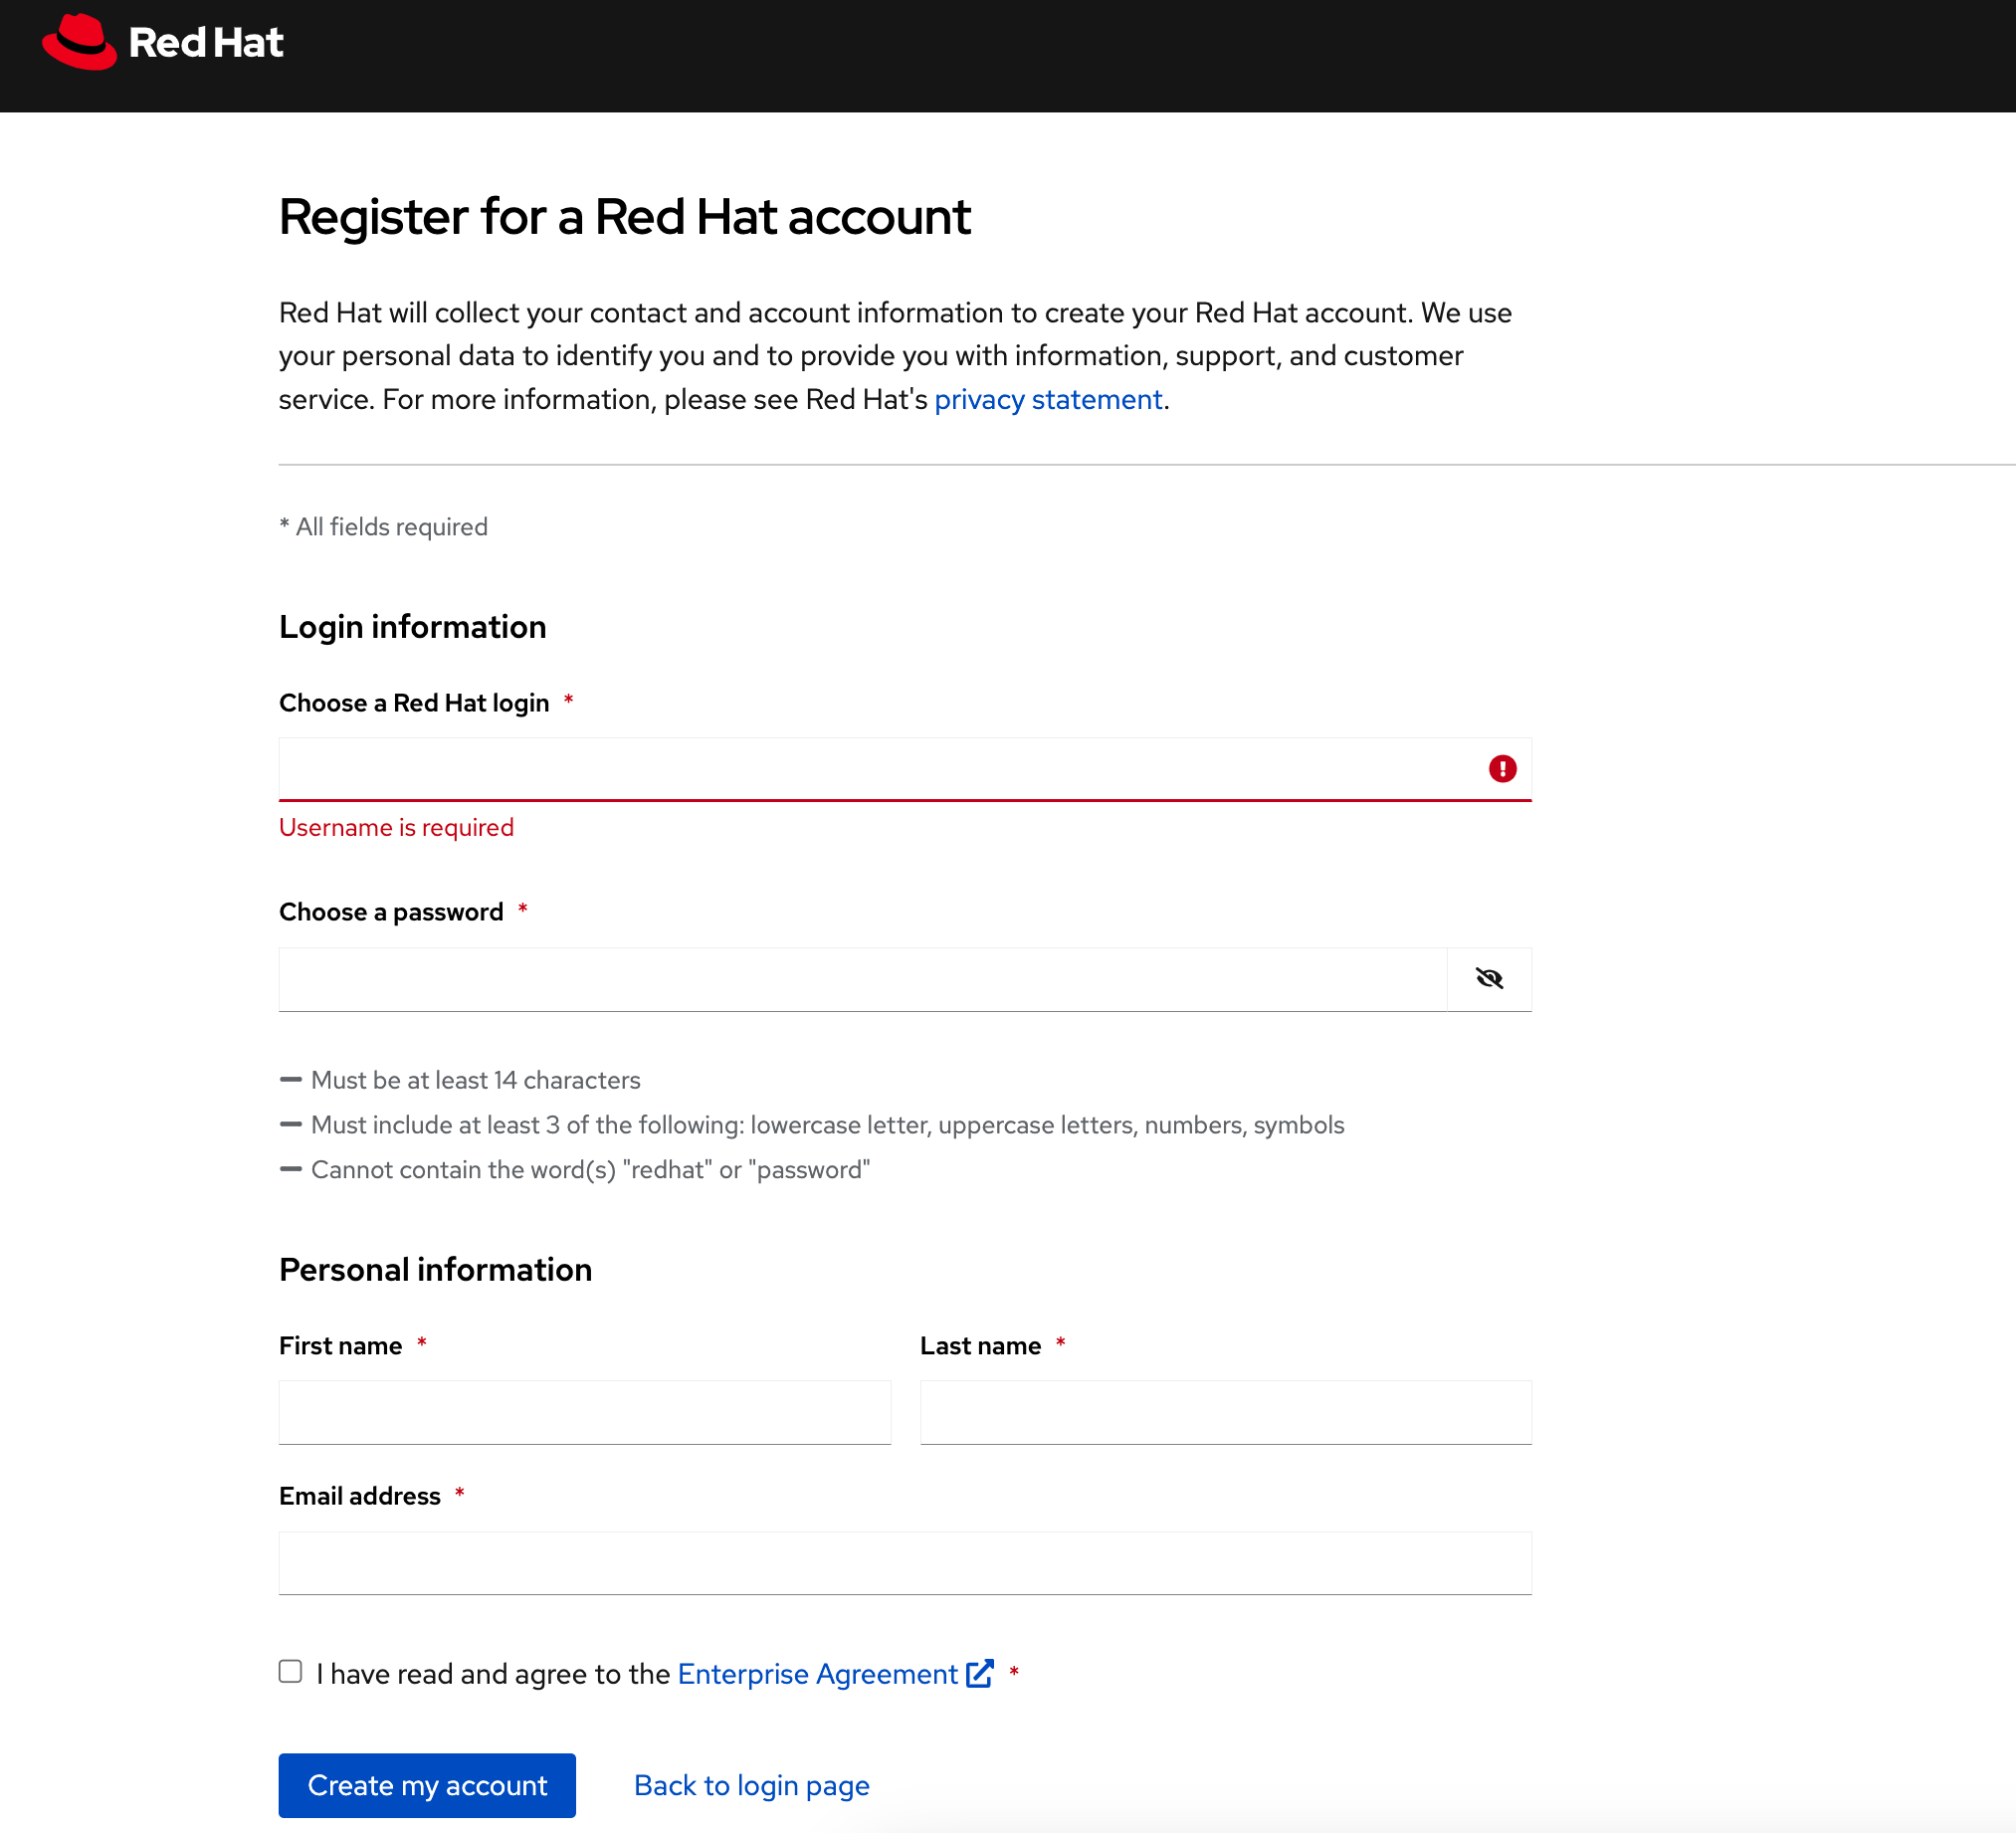 Red Hat
Register for a Red Hat account
Red Hat will collect your contact and account information to create your Red Hat account. We use
your personal data to identify you and to provide you with information, support, and customer
service. For more information, please see Red Hat's privacy statement.
* All fields required
Login information
Choose a Red Hat login *
Username is required
Choose a password *
Must be at least 14 characters
Must include at least 3 of the following: lowercase letter, uppercase letters, numbers, symbols
Cannot contain the word(s) "redhat" or "password"
Personal information
First name * Last name *
Email address *
I have read and agree to the Enterprise Agreement *
Create my account Back to login page